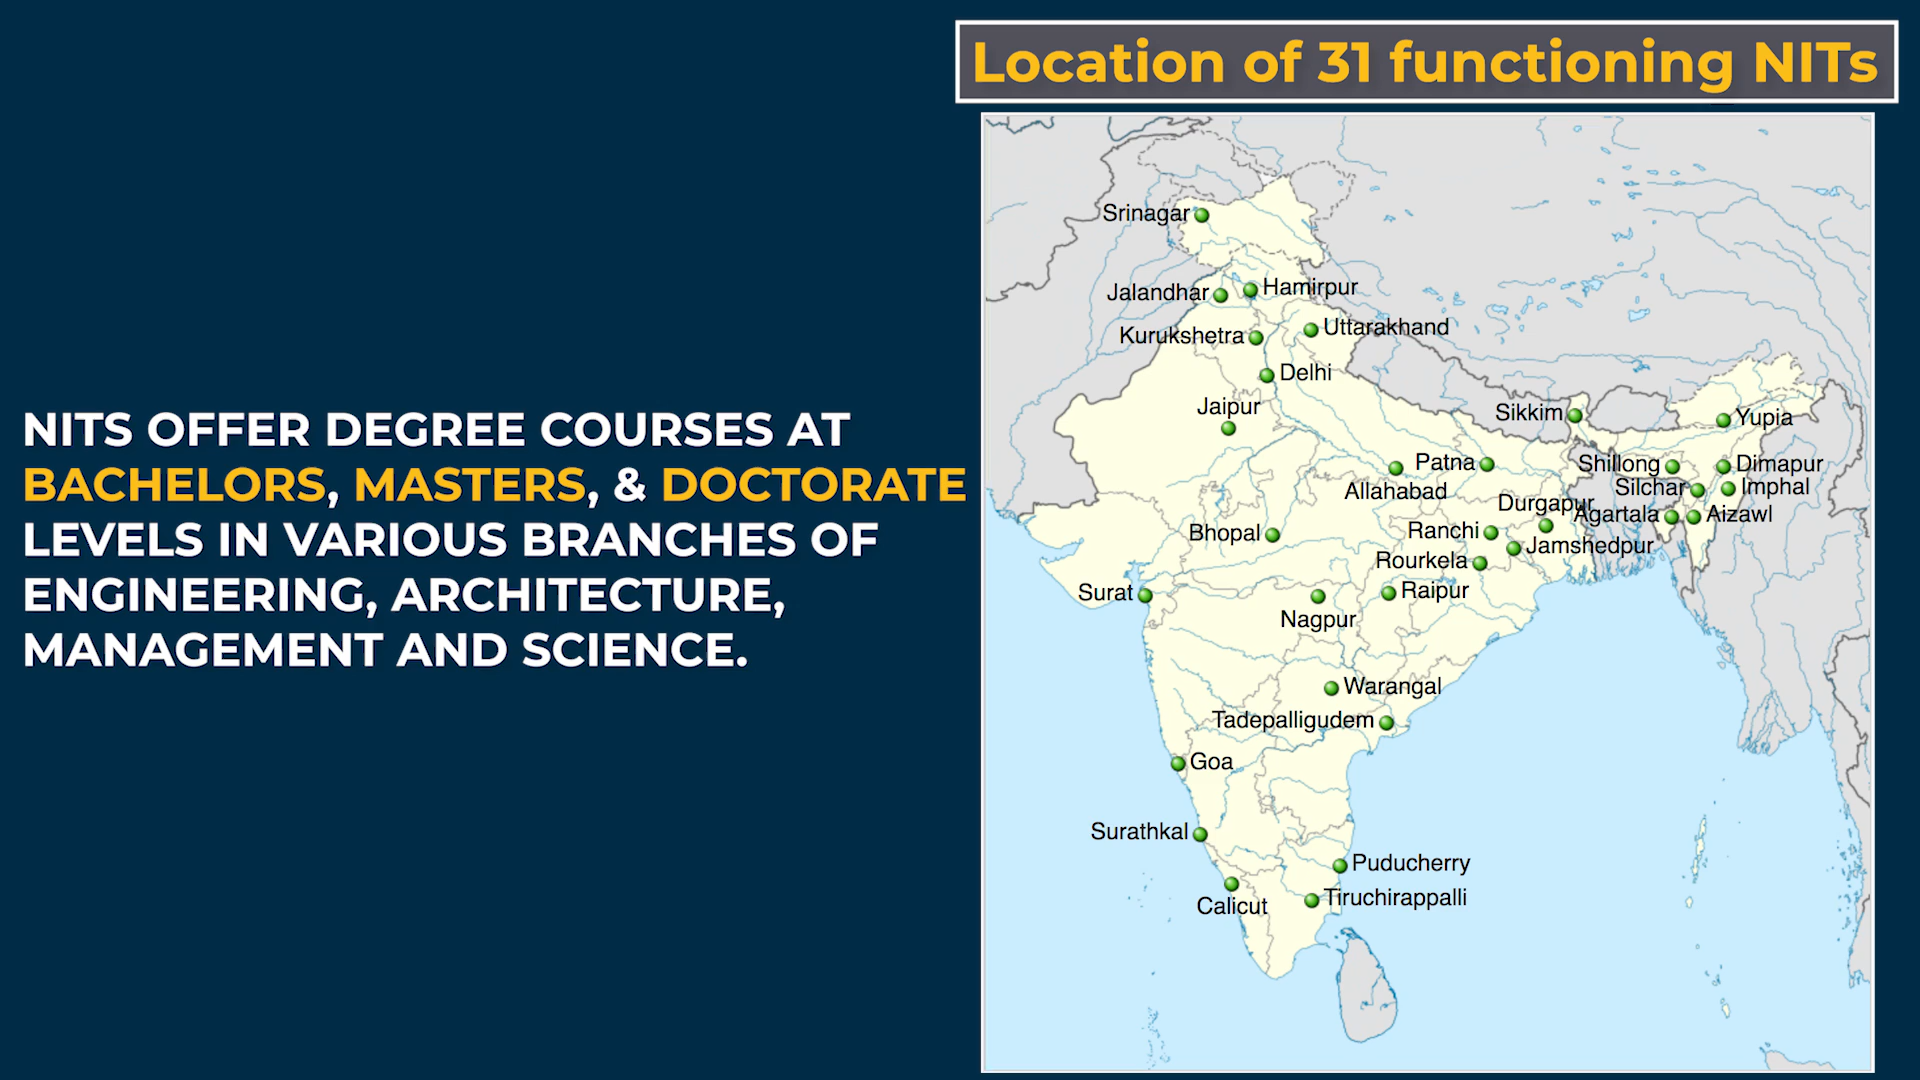 Location of 31 functioning NITs
NITS OFFER DEGREE COURSES AT
BACHELORS, MASTERS, & DOCTORATE
LEVELS IN VARIOUS BRANCHES OF
ENGINEERING, ARCHITECTURE,
MANAGEMENT AND SCIENCE.
Srinagar
Jalandhar
Hamirpur
Kurukshetra
Uttarakhand
Delhi
Jaipur
Sikkim
Yupia
Patna
Allahabad
Shillong
Dimapur
Silchar
Imphal
Durgapur
Agartala
Aizawl
Bhopal
Ranchi
Jamshedpur
Rourkela
Surat
Raipur
Nagpur
Warangal
Tadepalligudem
Goa
Surathkal
Puducherry
Calicut
Tiruchirappalli